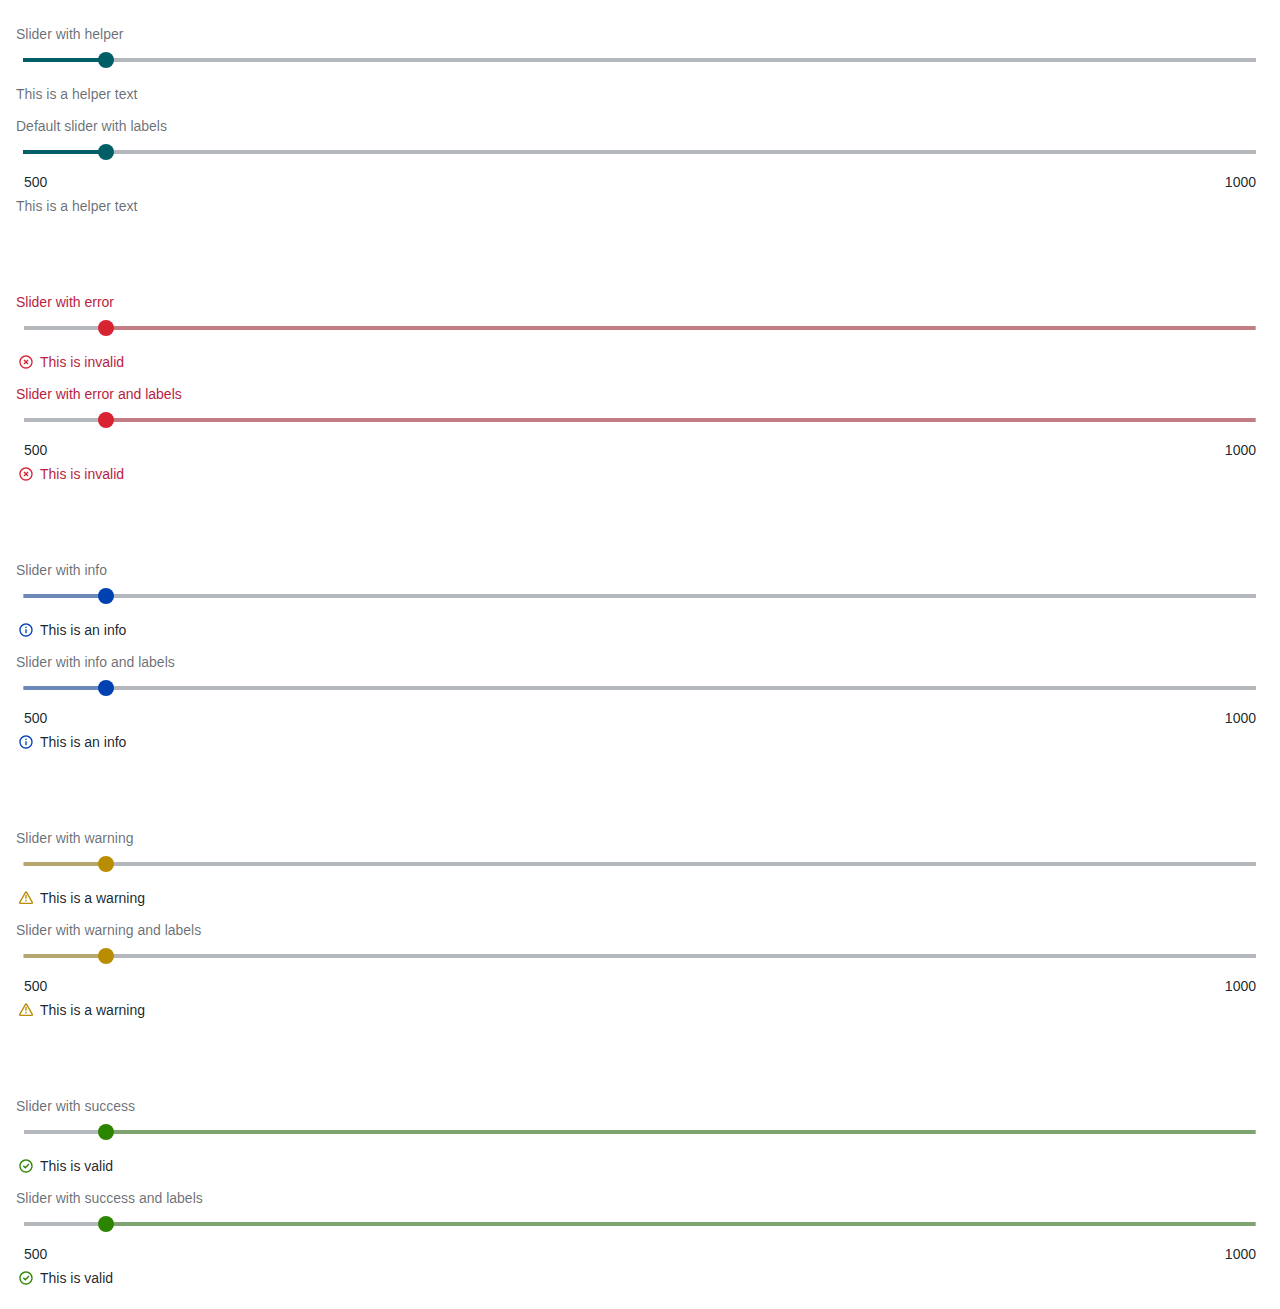 Slider with helper
This is a helper text
Default slider with labels
500 1000
This is a helper text
Slider with error
This is invalid
Slider with error and labels
500 1000
This is invalid
Slider with info
This is an info
Slider with info and labels
500 1000
This is an info
Slider with warning
This is a warning
Slider with warning and labels
500 1000
This is a warning
Slider with success
This is valid
Slider with success and labels
500 1000
This is valid